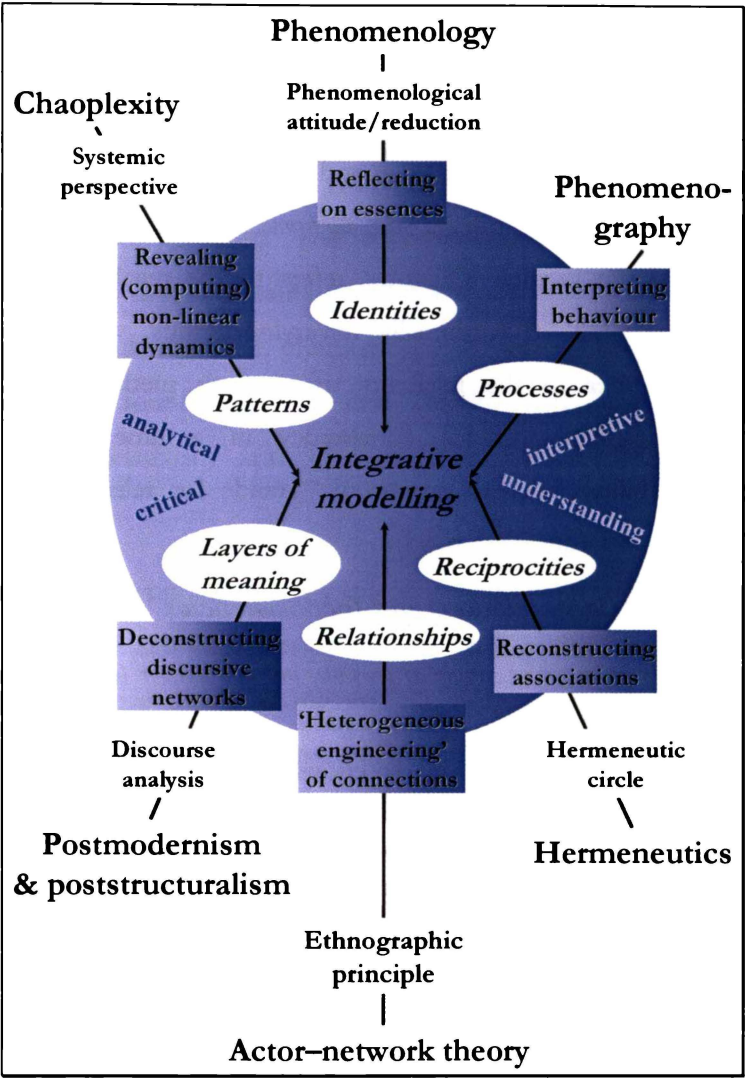 Phenomenology
Phenomenological
attitude/reduction
Chaoplexity
Systemic
perspective
Reflecting
on essences
Phenomeno-
graphy
Revealing
(computing)
non-linear
dynamics
Interpreting
behaviour
Identities
Patterns
Processes
analytical
critical
Integrative
modelling
interpretive
understanding
Layers of
meaning
Reciprocities
Relationships
Deconstructing
discursive
networks
Reconstructing
associations
‘Heterogeneous
engineering’
of connections
Discourse
analysis
Hermeneutic
circle
Postmodernism
& poststructuralism
Hermeneutics
Ethnographic
principle
Actor–network theory